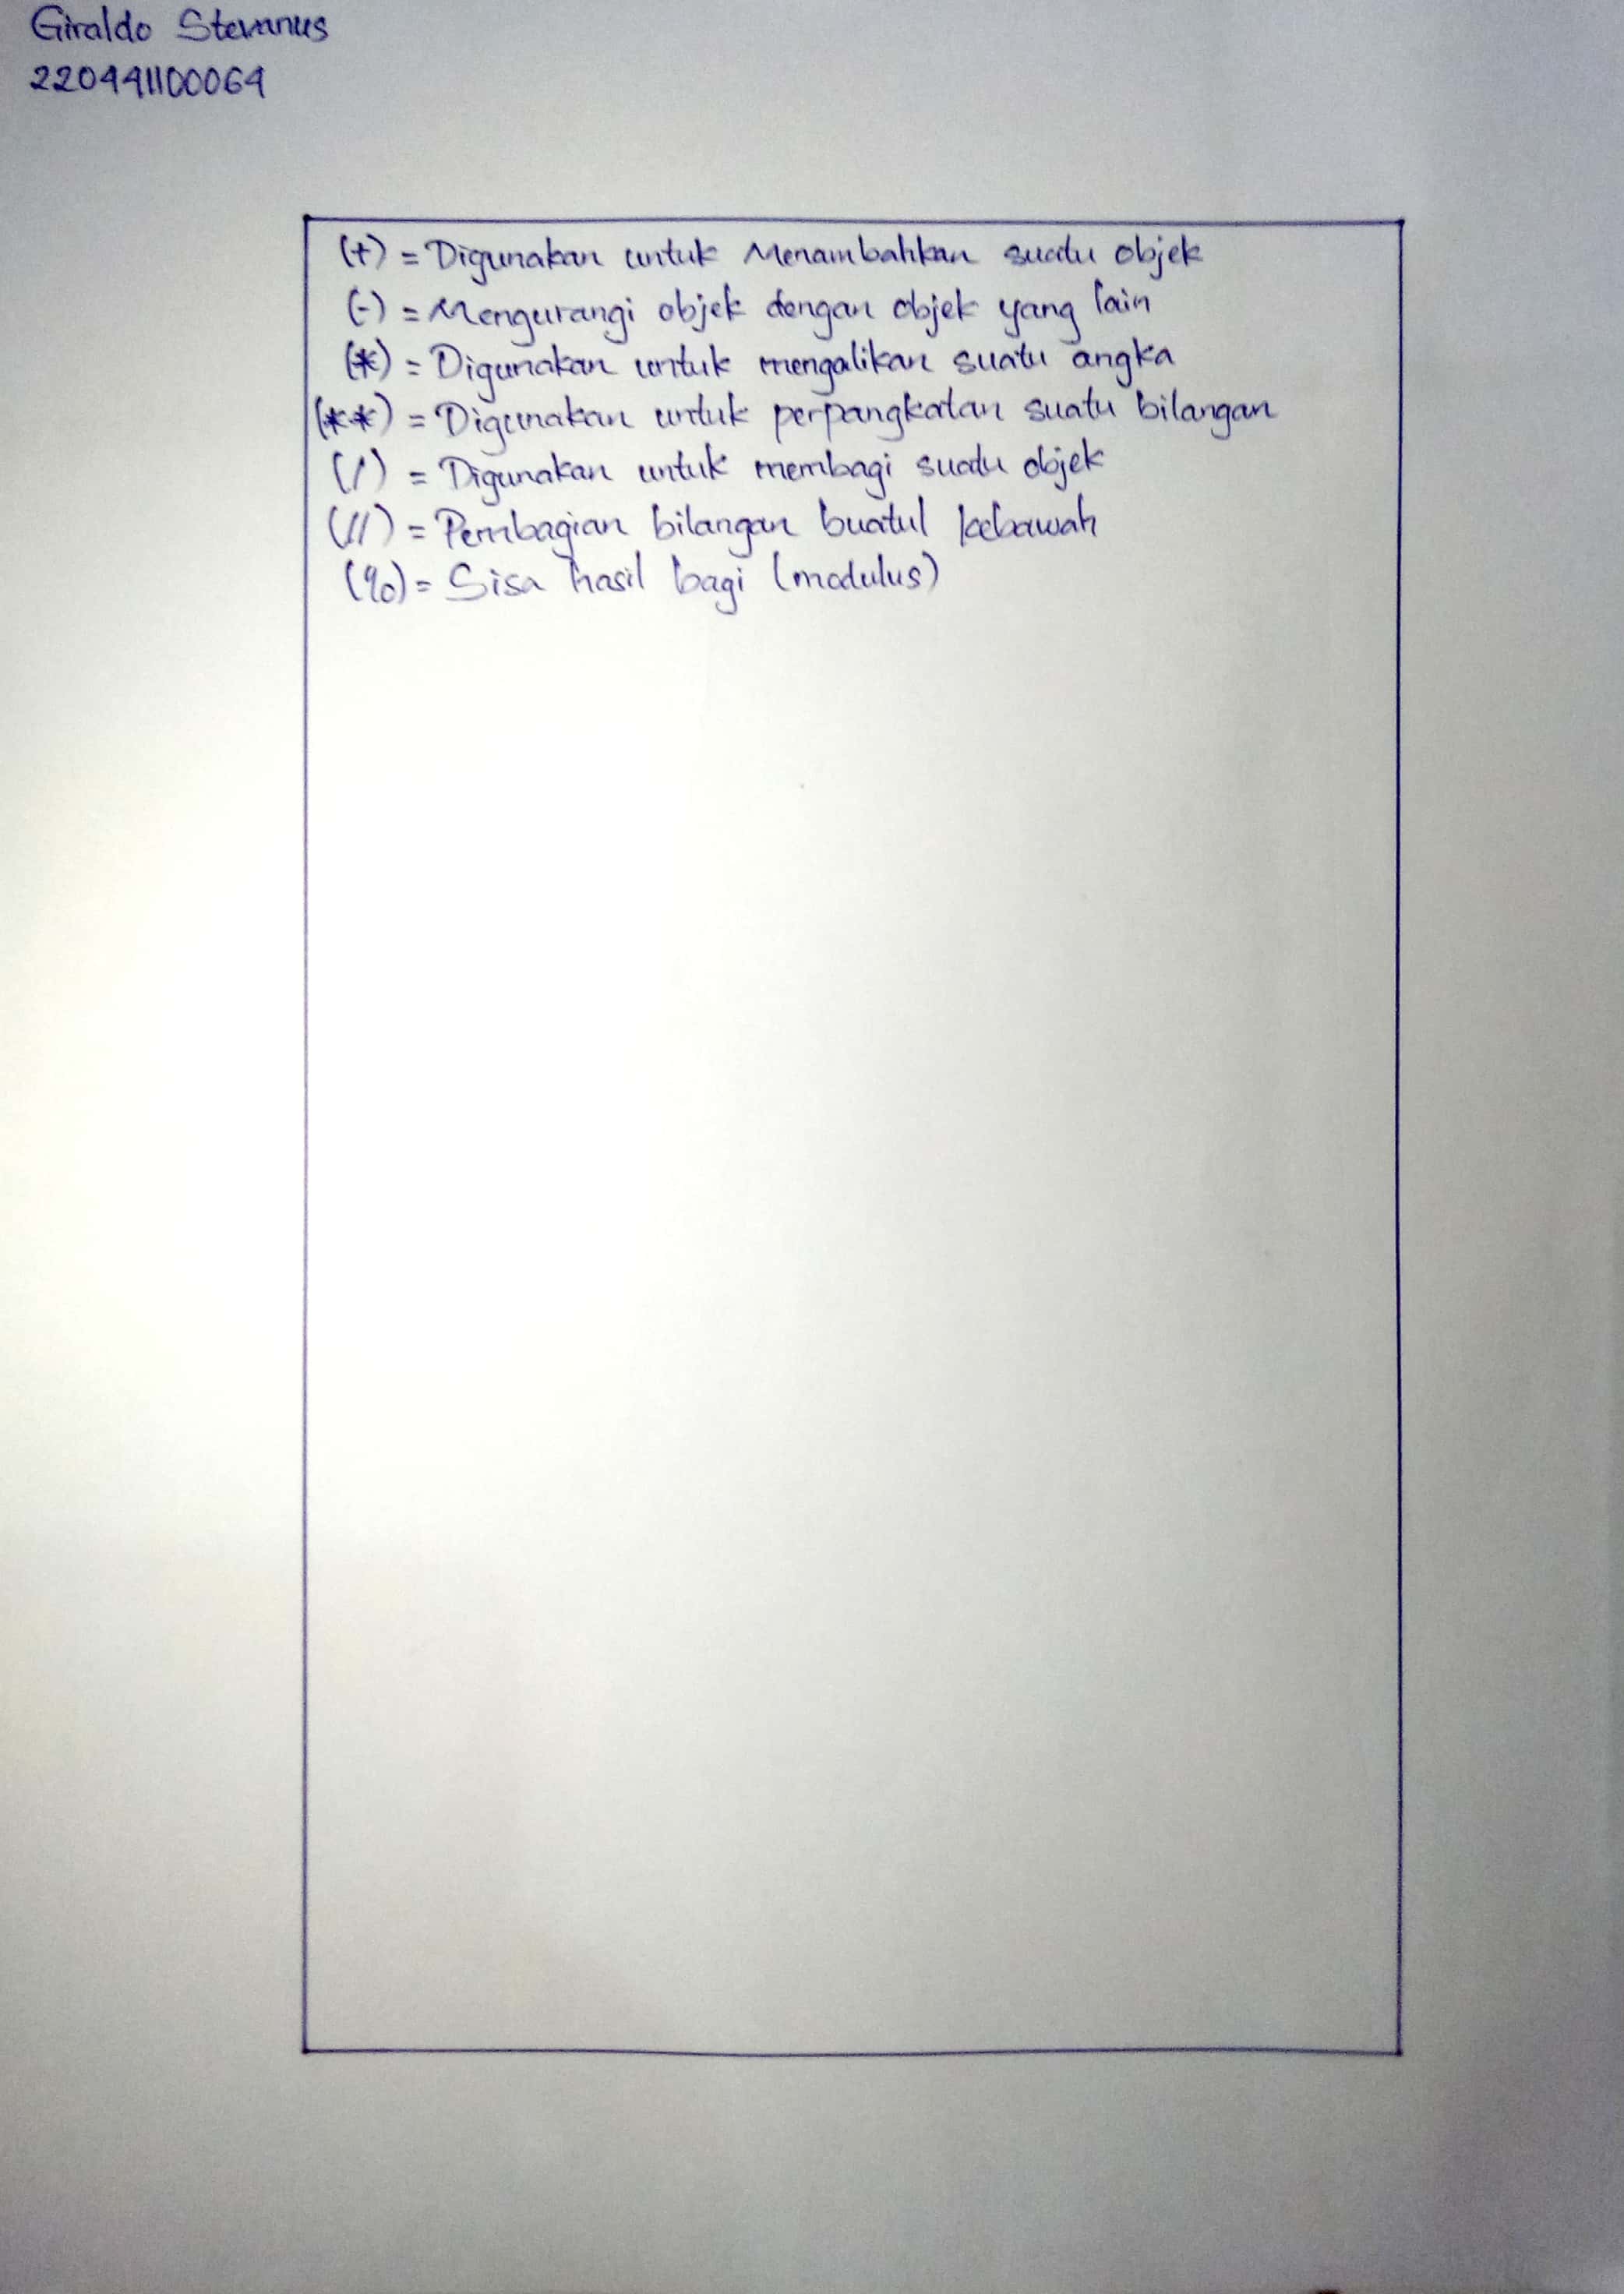 Giraldo Stevanus
220441100064
(+) = Digunakan untuk Menambahkan suatu objek
(-) = Mengurangi objek dengan objek yang lain
(*) = Digunakan untuk mengalikan suatu angka
(**) = Digunakan untuk perpangkatan suatu bilangan
(/) = Digunakan untuk membagi suatu objek
(//) = Pembagian bilangan buatul kebawah
(%) = Sisa hasil bagi (modulus)